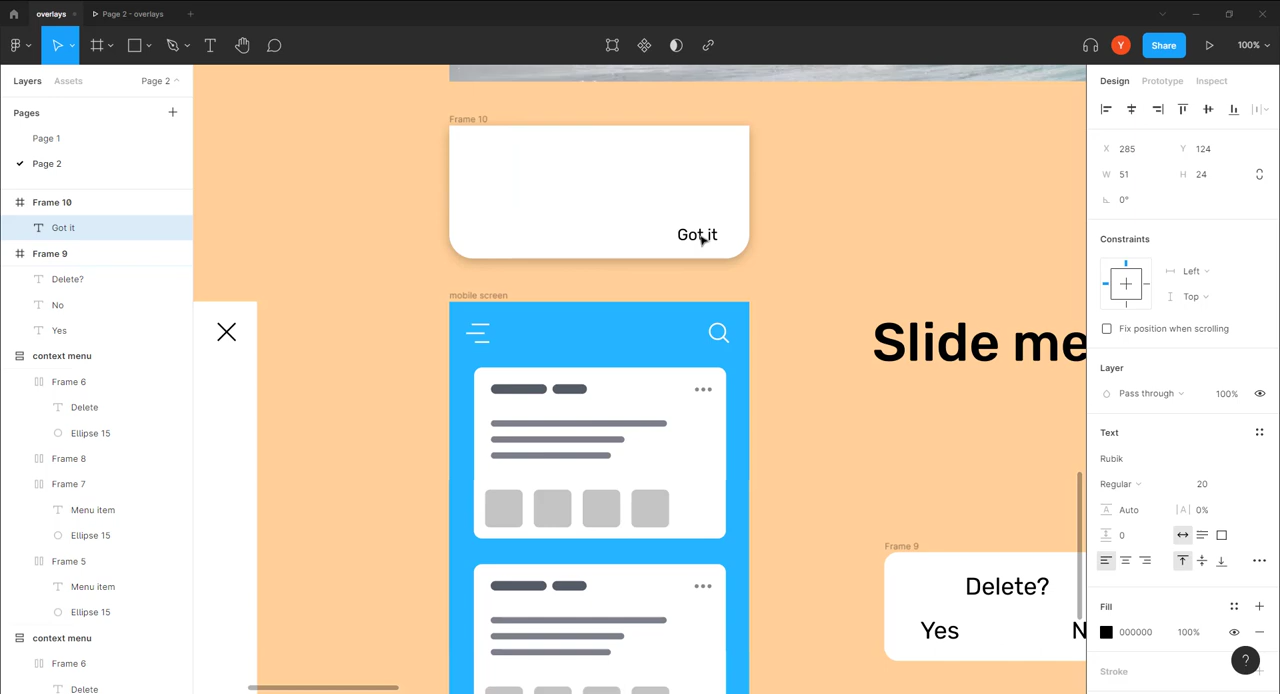 overlays
Page 2 - overlays
Y
Share
100%
Layers
Assets
Page 2
Pages
Page 1
Page 2
Frame 10
Got it
Frame 9
Delete?
No
Yes
context menu
Frame 6
Delete
Ellipse 15
Frame 8
Frame 7
Menu item
Ellipse 15
Frame 5
Menu item
Ellipse 15
context menu
Frame 6
Delete
Frame 10
Got it
mobile screen
Slide me
Frame 9
Delete?
Yes
N
Design
Prototype
Inspect
X 285
Y 124
W 51
H 24
0°
Constraints
Left
Top
Fix position when scrolling
Layer
Pass through
100%
Text
Rubik
Regular
20
A Auto
|A| 0%
0
Fill
000000
100%
Stroke
?